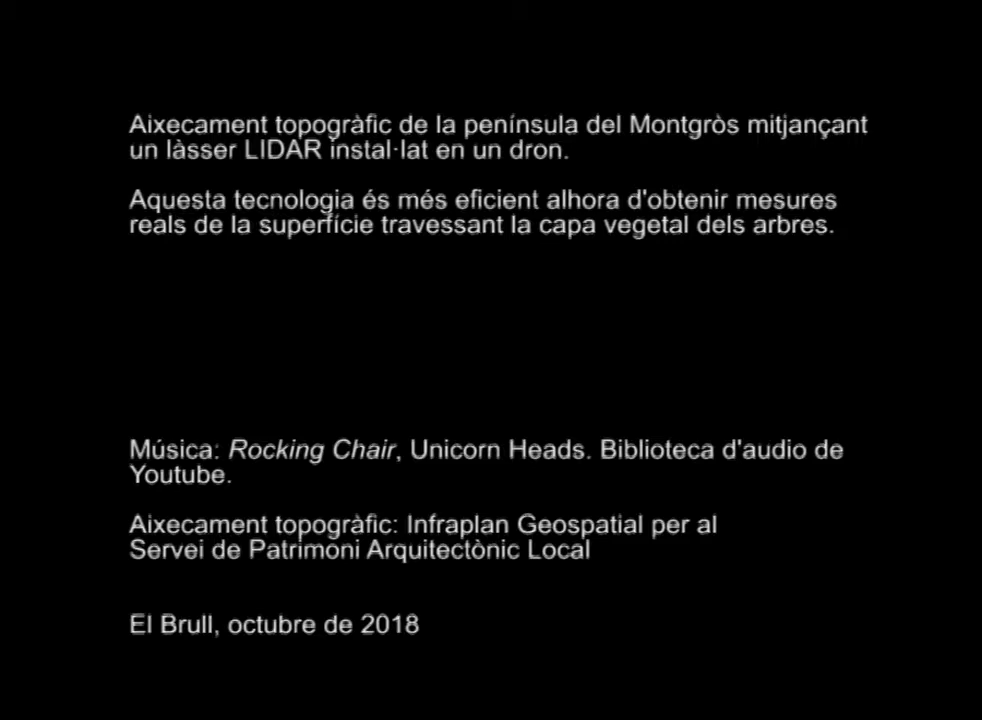 Aixecament topogràfic de la península del Montgròs mitjançant
un làsser LIDAR instal·lat en un dron.
Aquesta tecnologia és més eficient alhora d'obtenir mesures
reals de la superfície travessant la capa vegetal dels arbres.
Música: Rocking Chair, Unicorn Heads. Biblioteca d'audio de
Youtube.
Aixecament topogràfic: Infraplan Geospatial per al
Servei de Patrimoni Arquitectònic Local
El Brull, octubre de 2018